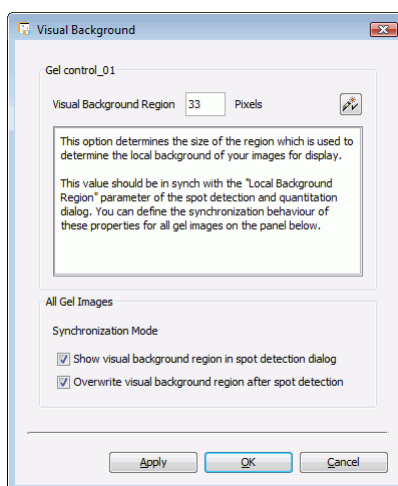 Visual Background
Gel control_01
Visual Background Region 33 Pixels
This option determines the size of the region which is used to
determine the local background of your images for display.
This value should be in synch with the "Local Background
Region" parameter of the spot detection and quantitation
dialog. You can define the synchronization behaviour of
these properties for all gel images on the panel below.
All Gel Images
Synchronization Mode
Show visual background region in spot detection dialog
Overwrite visual background region after spot detection
Apply OK Cancel